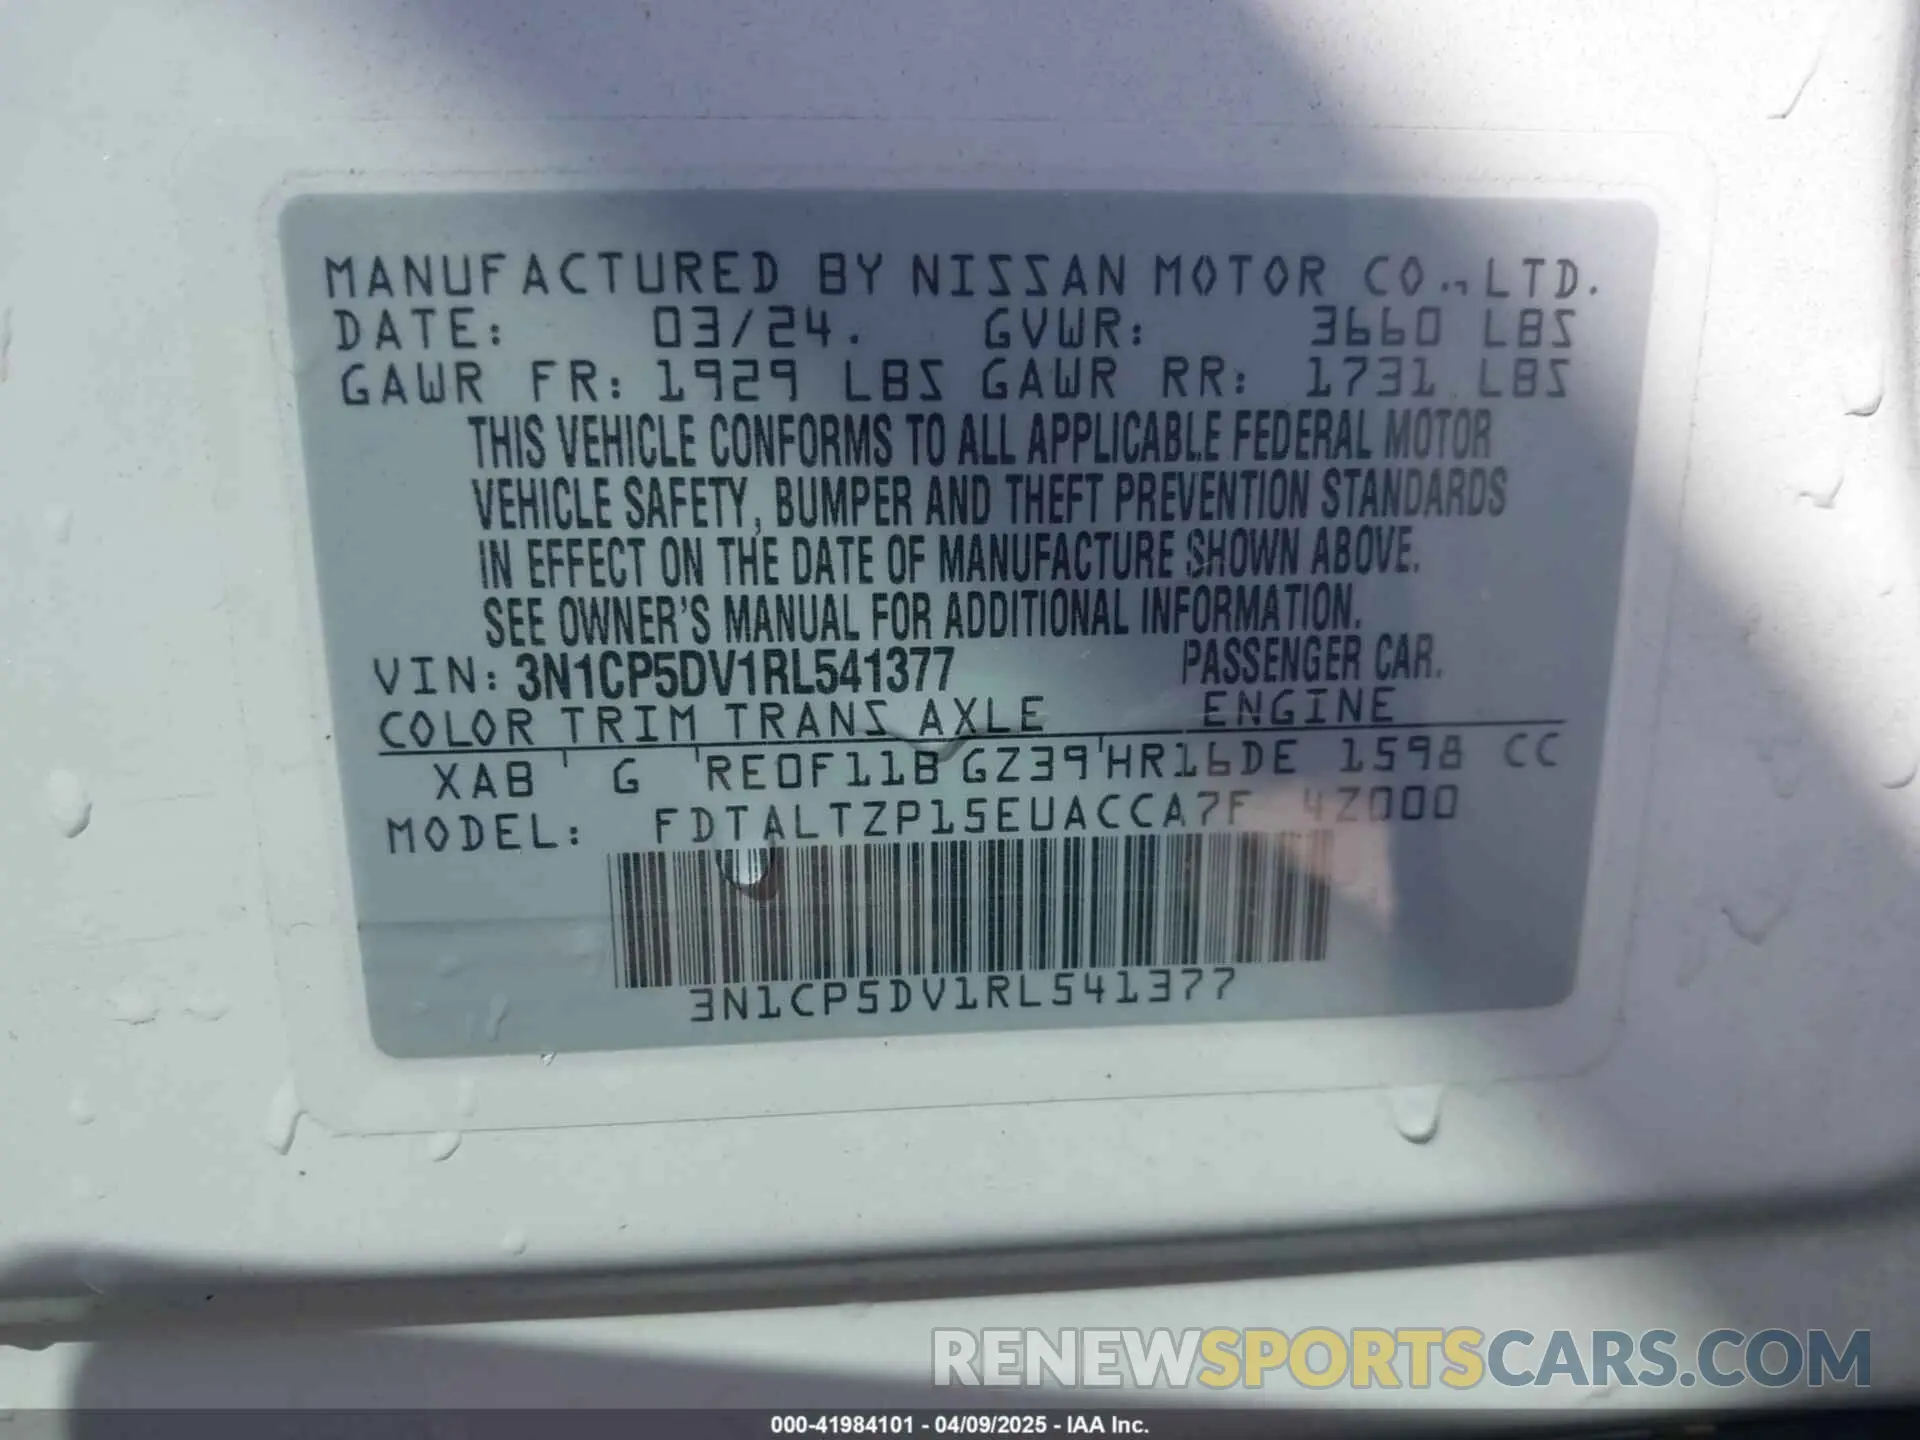 MANUFACTURED BY NISSAN MOTOR CO., LTD.
DATE: 03/24. GVWR: 3660 LBS
GAWR FR: 1929 LBS GAWR RR: 1731 LBS
THIS VEHICLE CONFORMS TO ALL APPLICABLE FEDERAL MOTOR
VEHICLE SAFETY, BUMPER AND THEFT PREVENTION STANDARDS
IN EFFECT ON THE DATE OF MANUFACTURE SHOWN ABOVE.
SEE OWNER'S MANUAL FOR ADDITIONAL INFORMATION.
VIN: 3N1CP5DV1RL541377 PASSENGER CAR.
COLOR TRIM TRANS AXLE ENGINE
XAB G RE0F11B GZ39 HR16DE 1598 CC
MODEL: FDTALTZP15EUACCA7F 4Z000
3N1CP5DV1RL541377
RENEWSPORTSCARS.COM
000-41984101 - 04/09/2025 - IAA Inc.